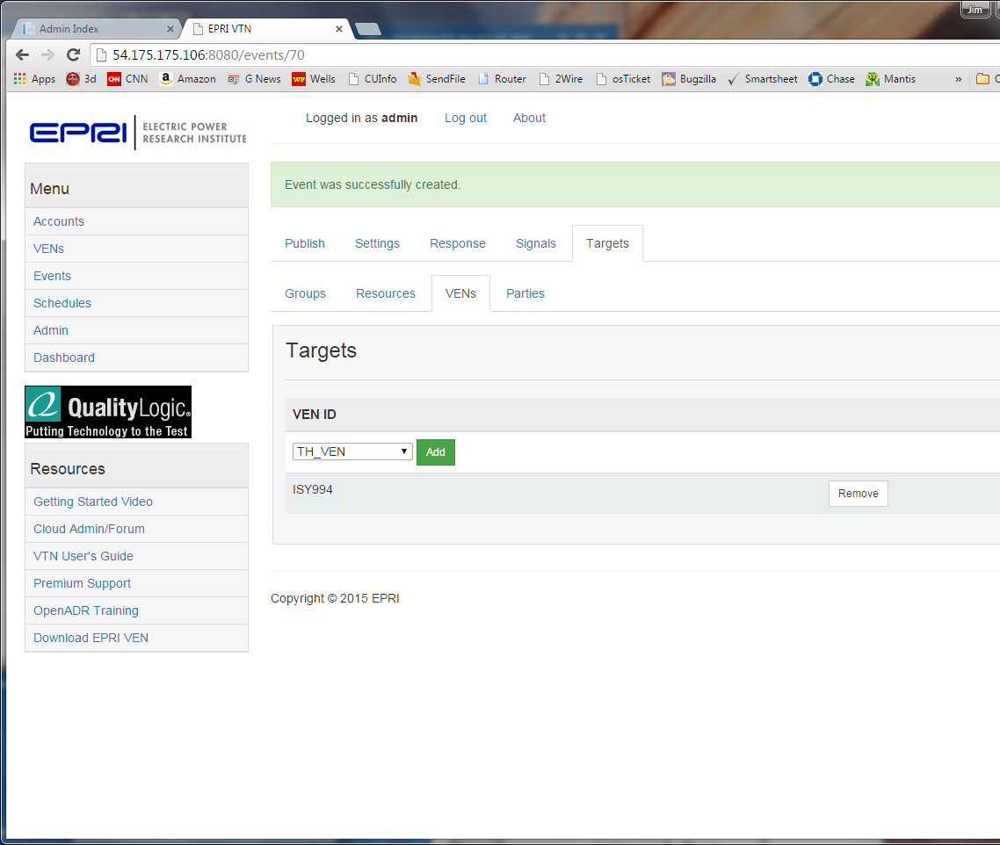 Jim
Admin Index
EPRI VTN
54.175.175.106:8080/events/70
Apps 3d CNN CNN a Amazon G News WF Wells CUInfo SendFile Router 2Wire osTicket Bugzilla Smartsheet Chase Mantis » C
EPRI ELECTRIC POWER
RESEARCH INSTITUTE
Logged in as admin Log out About
Menu
Accounts
VENs
Events
Schedules
Admin
Dashboard
QualityLogic®
Putting Technology to the Test
Resources
Getting Started Video
Cloud Admin/Forum
VTN User's Guide
Premium Support
OpenADR Training
Download EPRI VEN
Event was successfully created.
Publish Settings Response Signals Targets
Groups Resources VENs Parties
Targets
VEN ID
TH_VEN Add
ISY994 Remove
Copyright © 2015 EPRI